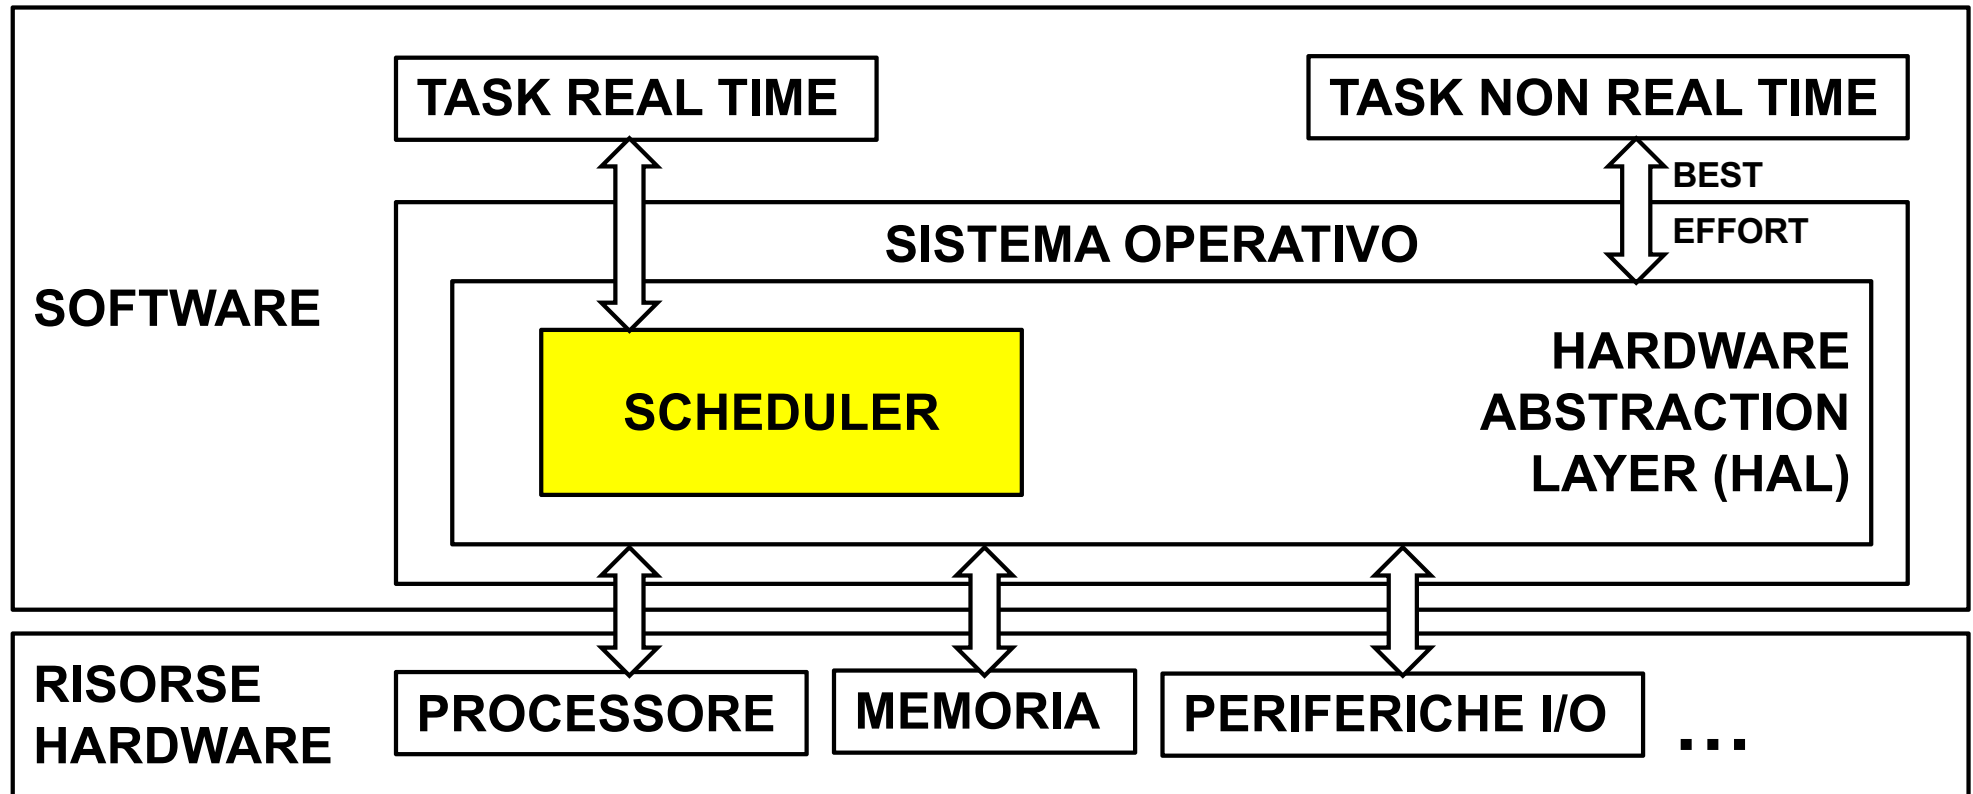 TASK REAL TIME
TASK NON REAL TIME
BEST
EFFORT
SISTEMA OPERATIVO
SOFTWARE
SCHEDULER
HARDWARE
ABSTRACTION
LAYER (HAL)
RISORSE
HARDWARE
PROCESSORE
MEMORIA
PERIFERICHE I/O
...